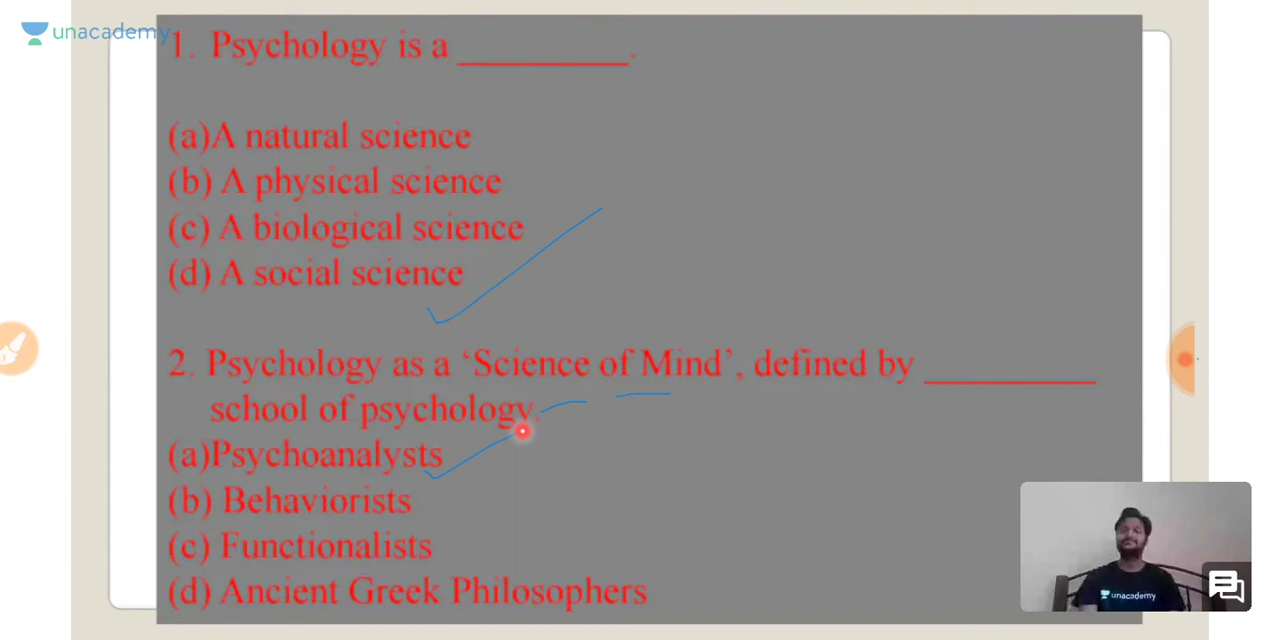 unacademy
1. Psychology is a __________.
(a)A natural science
(b) A physical science
(c) A biological science
(d) A social science
2. Psychology as a ‘Science of Mind’, defined by __________
school of psychology.
(a)Psychoanalysts
(b) Behaviorists
(c) Functionalists
(d) Ancient Greek Philosophers
unacademy